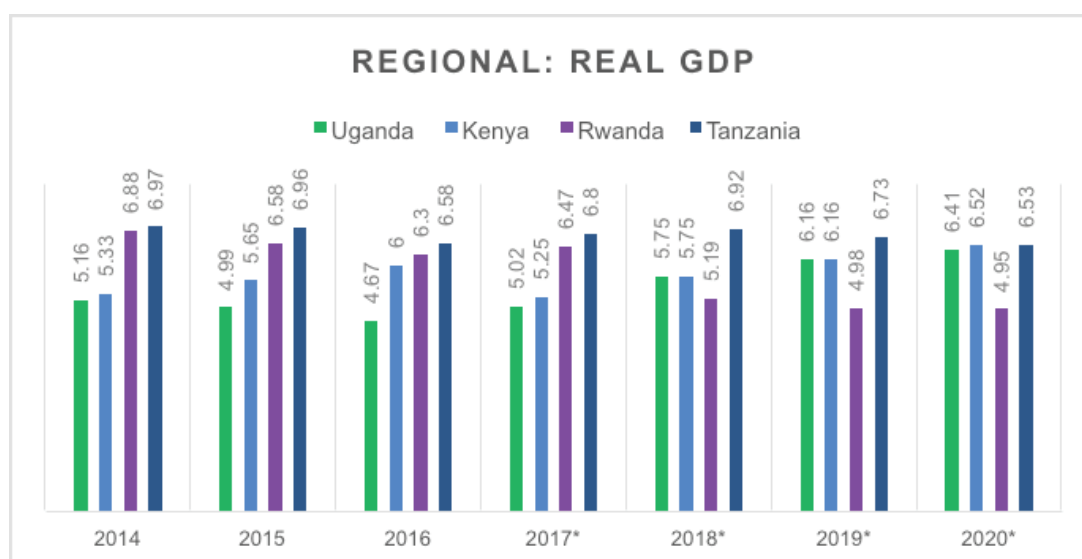 REGIONAL: REAL GDP
Uganda Kenya Rwanda Tanzania
5.16 5.33 6.88 6.97 4.99 5.65 6.58 6.96 4.67 6 6.3 6.58 5.02 5.25 6.47 6.8 5.75 5.75 5.19 6.92 6.16 6.16 4.98 6.73 6.41 6.52 4.95 6.53
2014 2015 2016 2017* 2018* 2019* 2020*